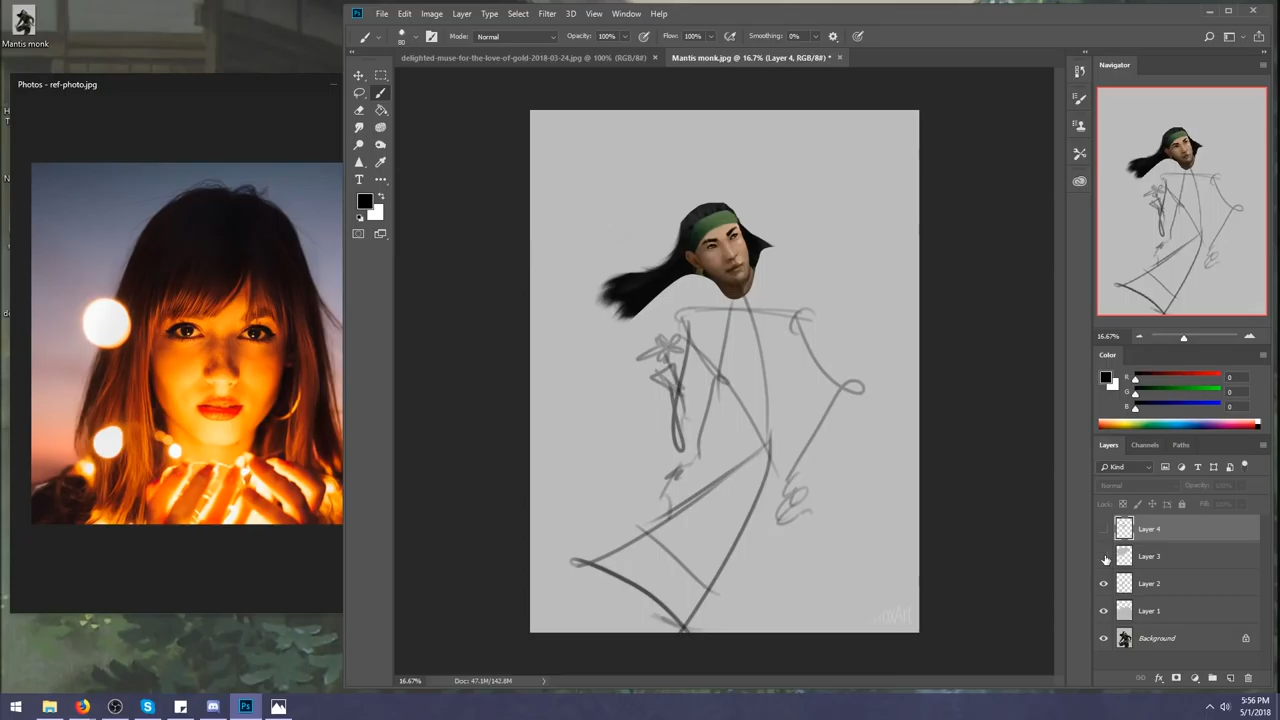 Mantis monk
Photos - ref-photo.jpg
File Edit Image Layer Type Select Filter 3D View Window Help
80 Mode: Normal Opacity: 100% Flow: 100% Smoothing: 0%
delighted-muse-for-the-love-of-gold-2018-03-24.jpg @ 100% (RGB/8#) × Mantis monk.jpg @ 16.7% (Layer 4, RGB/8#) * ×
Navigator
16.67%
Color
R 0
G 0
B 0
Layers Channels Paths
Kind
Normal Opacity: 100%
Lock: Fill: 100%
Layer 4
Layer 3
Layer 2
Layer 1
Background
16.67% Doc: 47.1M/142.8M
5:56 PM
5/1/2018